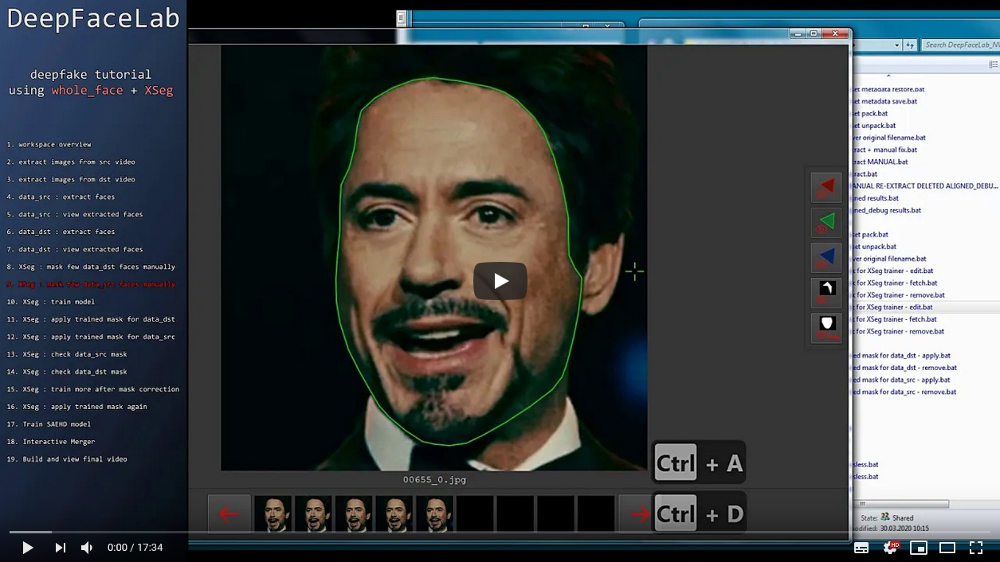 DeepFaceLab
deepfake tutorial
using whole_face + XSeg
1. workspace overview
2. extract images from src video
3. extract images from dst video
4. data_src : extract faces
5. data_src : view extracted faces
6. data_dst : extract faces
7. data_dst : view extracted faces
8. XSeg : mask few data_dst faces manually
9. XSeg : mask few data_src faces manually
10. XSeg : train model
11. XSeg : apply trained mask for data_dst
12. XSeg : apply trained mask for data_src
13. XSeg : check data_src mask
14. XSeg : check data_dst mask
15. XSeg : train more after mask correction
16. XSeg : apply trained mask again
17. Train SAEHD model
18. Interactive Merger
19. Build and view final video
00655_0.jpg
Ctrl + A
Ctrl + D
Search DeepFaceLab_NV
set metadata restore.bat
set metadata save.bat
set pack.bat
set unpack.bat
ver original filename.bat
ract + manual fix.bat
ract MANUAL.bat
ract.bat
ANUAL RE-EXTRACT DELETED ALIGNED_DEBU...
ned results.bat
ned_debug results.bat
set pack.bat
set unpack.bat
ver original filename.bat
k for XSeg trainer - edit.bat
k for XSeg trainer - fetch.bat
k for XSeg trainer - remove.bat
k for XSeg trainer - edit.bat
k for XSeg trainer - fetch.bat
k for XSeg trainer - remove.bat
ed mask for data_dst - apply.bat
ed mask for data_dst - remove.bat
ed mask for data_src - apply.bat
ed mask for data_src - remove.bat
sless.bat
sless.bat
State: Shared
odified: 30.03.2020 10:15
0:00 / 17:34
HD